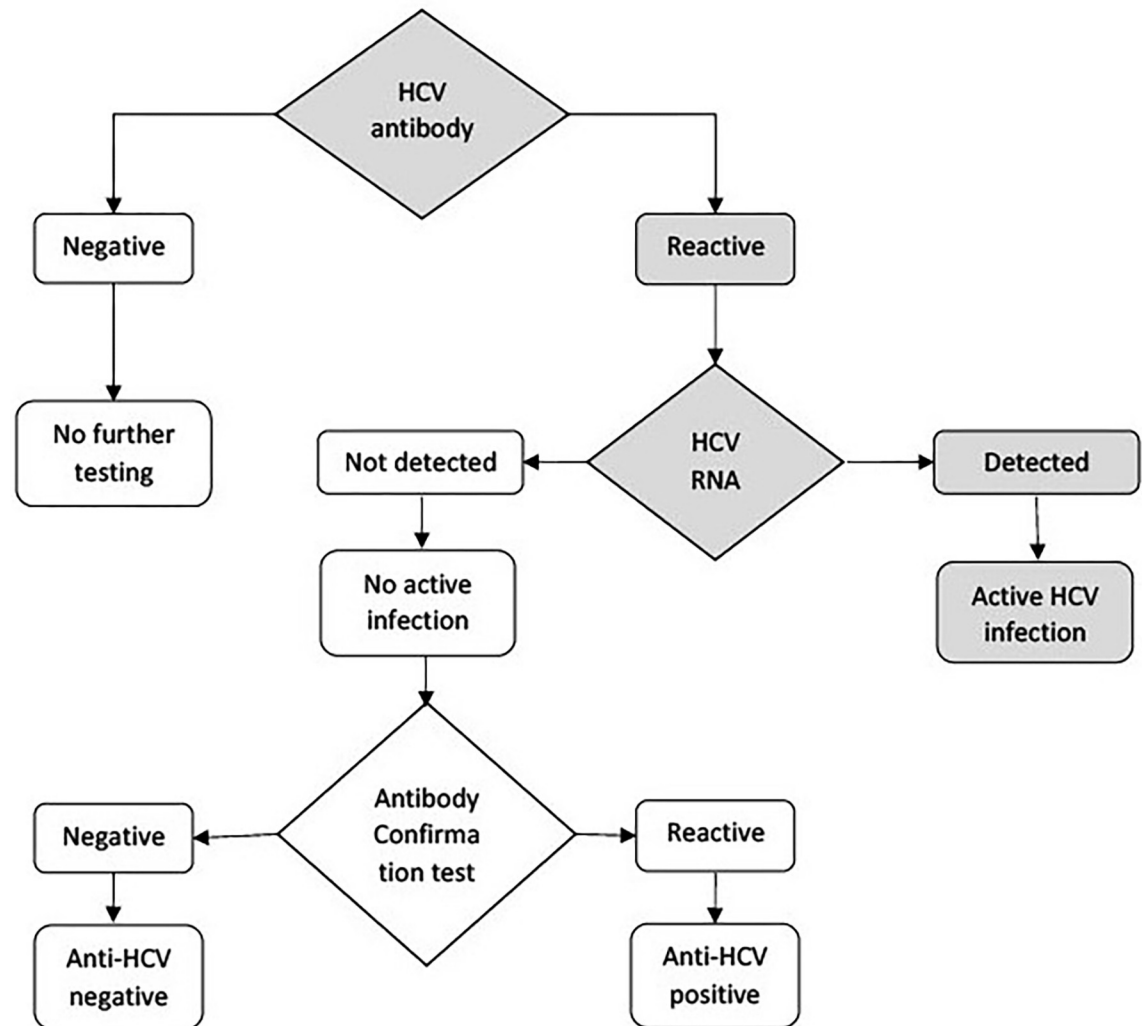 HCV
antibody
Negative
Reactive
No further
testing
Not detected
HCV
RNA
Detected
No active
infection
Active HCV
infection
Antibody
Confirma
tion test
Negative
Reactive
Anti-HCV
negative
Anti-HCV
positive